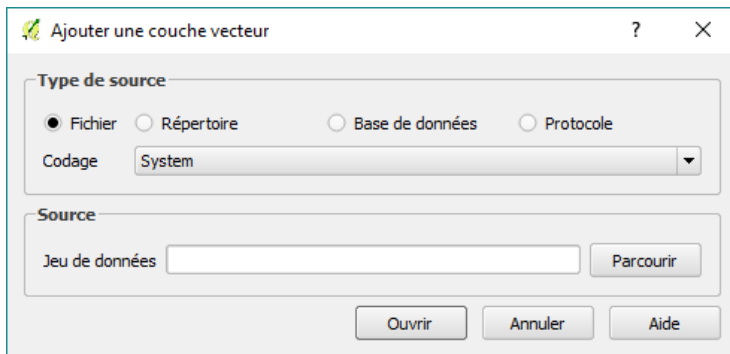 Ajouter une couche vecteur ? ×
Type de source
Fichier Répertoire Base de données Protocole
Codage System
Source
Jeu de données Parcourir
Ouvrir Annuler Aide